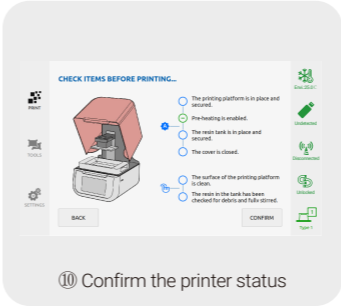 CHECK ITEMS BEFORE PRINTING...
The printing platform is in place and
secured.
Pre-heating is enabled.
The resin tank is in place and
secured.
The cover is closed.
The surface of the printing platform
is clean.
The resin in the tank has been
checked for debris and fully stirred.
BACK
CONFIRM
PRINT
TOOLS
SETTINGS
Undetected
Disconnected
Unlocked
1
Type 1
⑩ Confirm the printer status